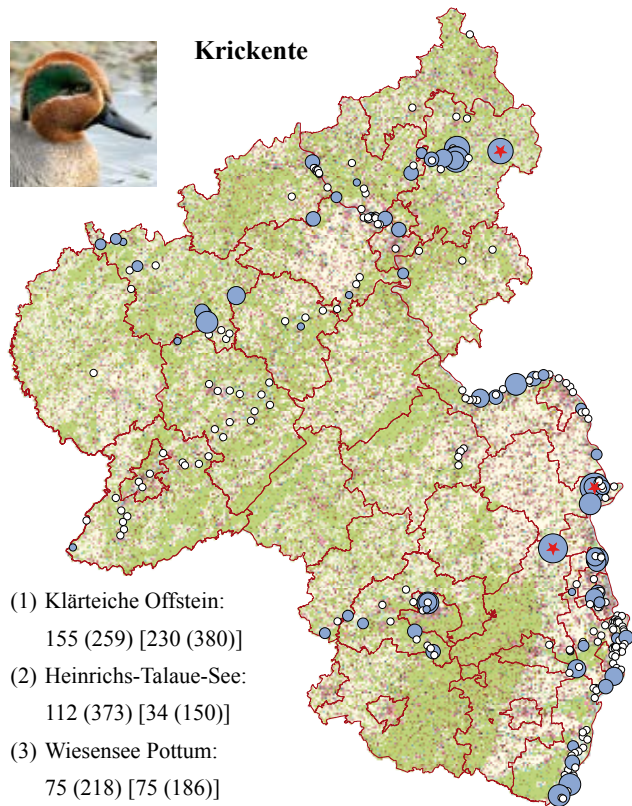 Krickente
(1) Klärteiche Offstein:
155 (259) [230 (380)]
(2) Heinrichs-Talaue-See:
112 (373) [34 (150)]
(3) Wiesensee Pottum:
75 (218) [75 (186)]